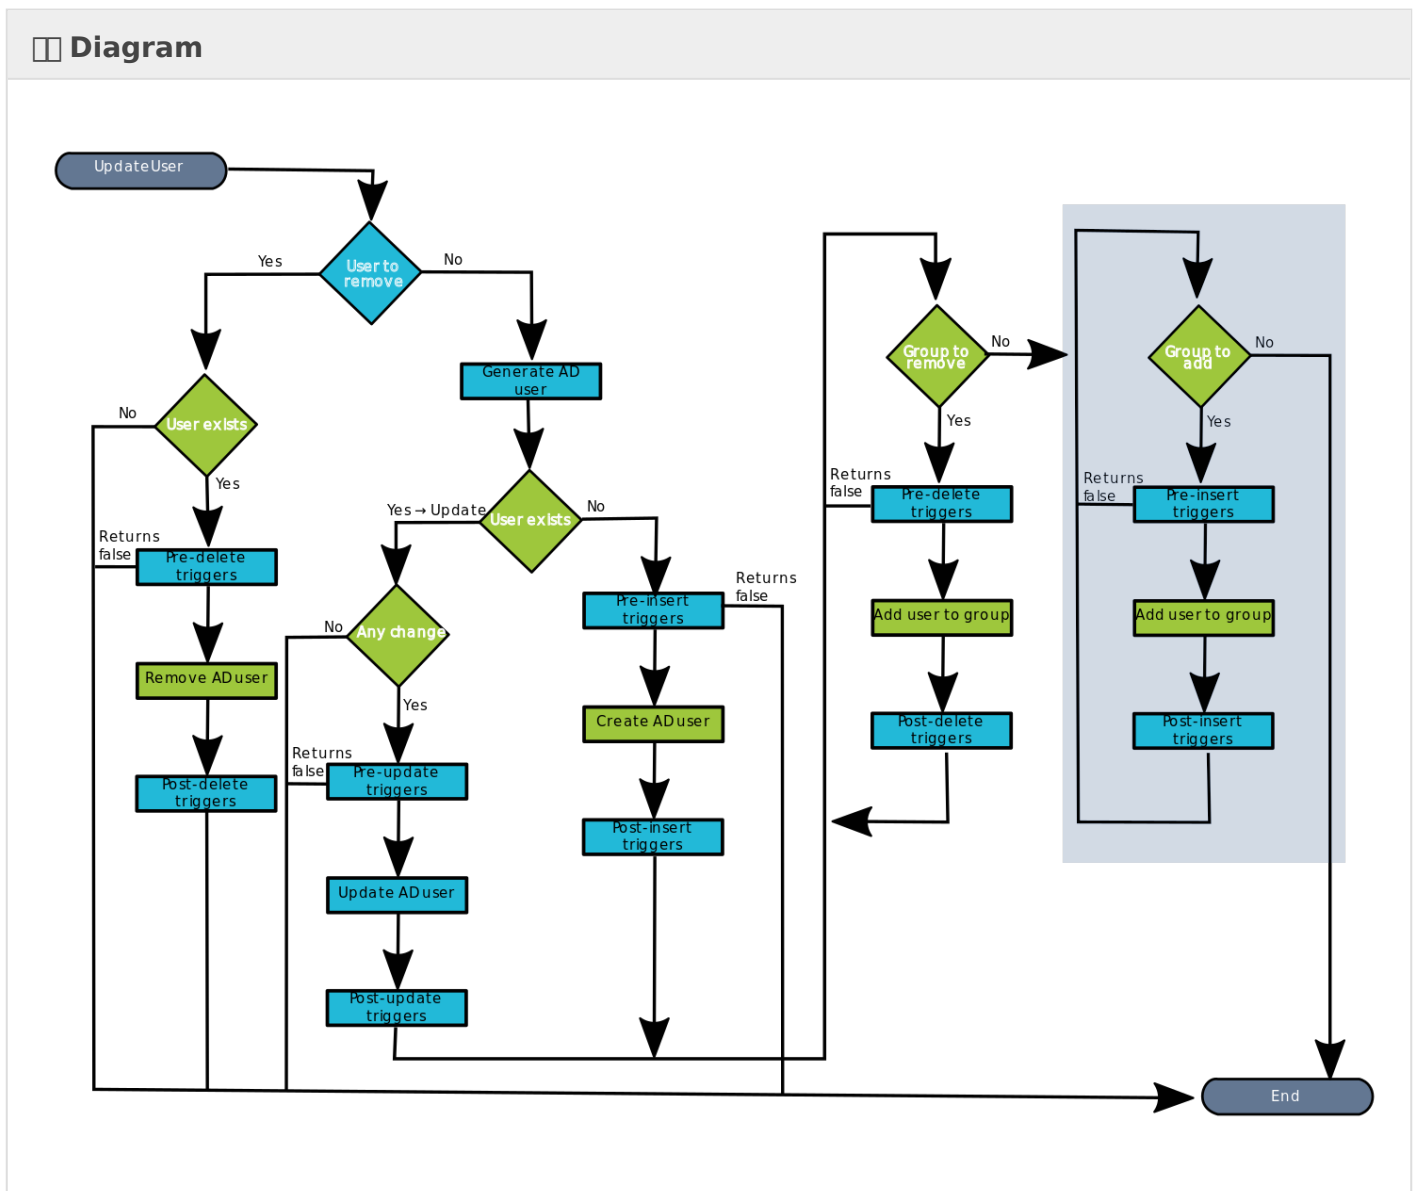 Diagram
UpdateUser
User to
remove
Yes
No
Generate AD
user
User exists
No
Yes
Returns
false
Pre-delete
triggers
Remove AD user
Post-delete
triggers
User exists
Yes → Update
No
Any change
No
Yes
Returns
false
Pre-update
triggers
Update AD user
Post-update
triggers
Pre-insert
triggers
Returns
false
Create AD user
Post-insert
triggers
Group to
remove
No
Yes
Returns
false
Pre-delete
triggers
Add user to group
Post-delete
triggers
Group to
add
No
Yes
Returns
false
Pre-insert
triggers
Add user to group
Post-insert
triggers
End